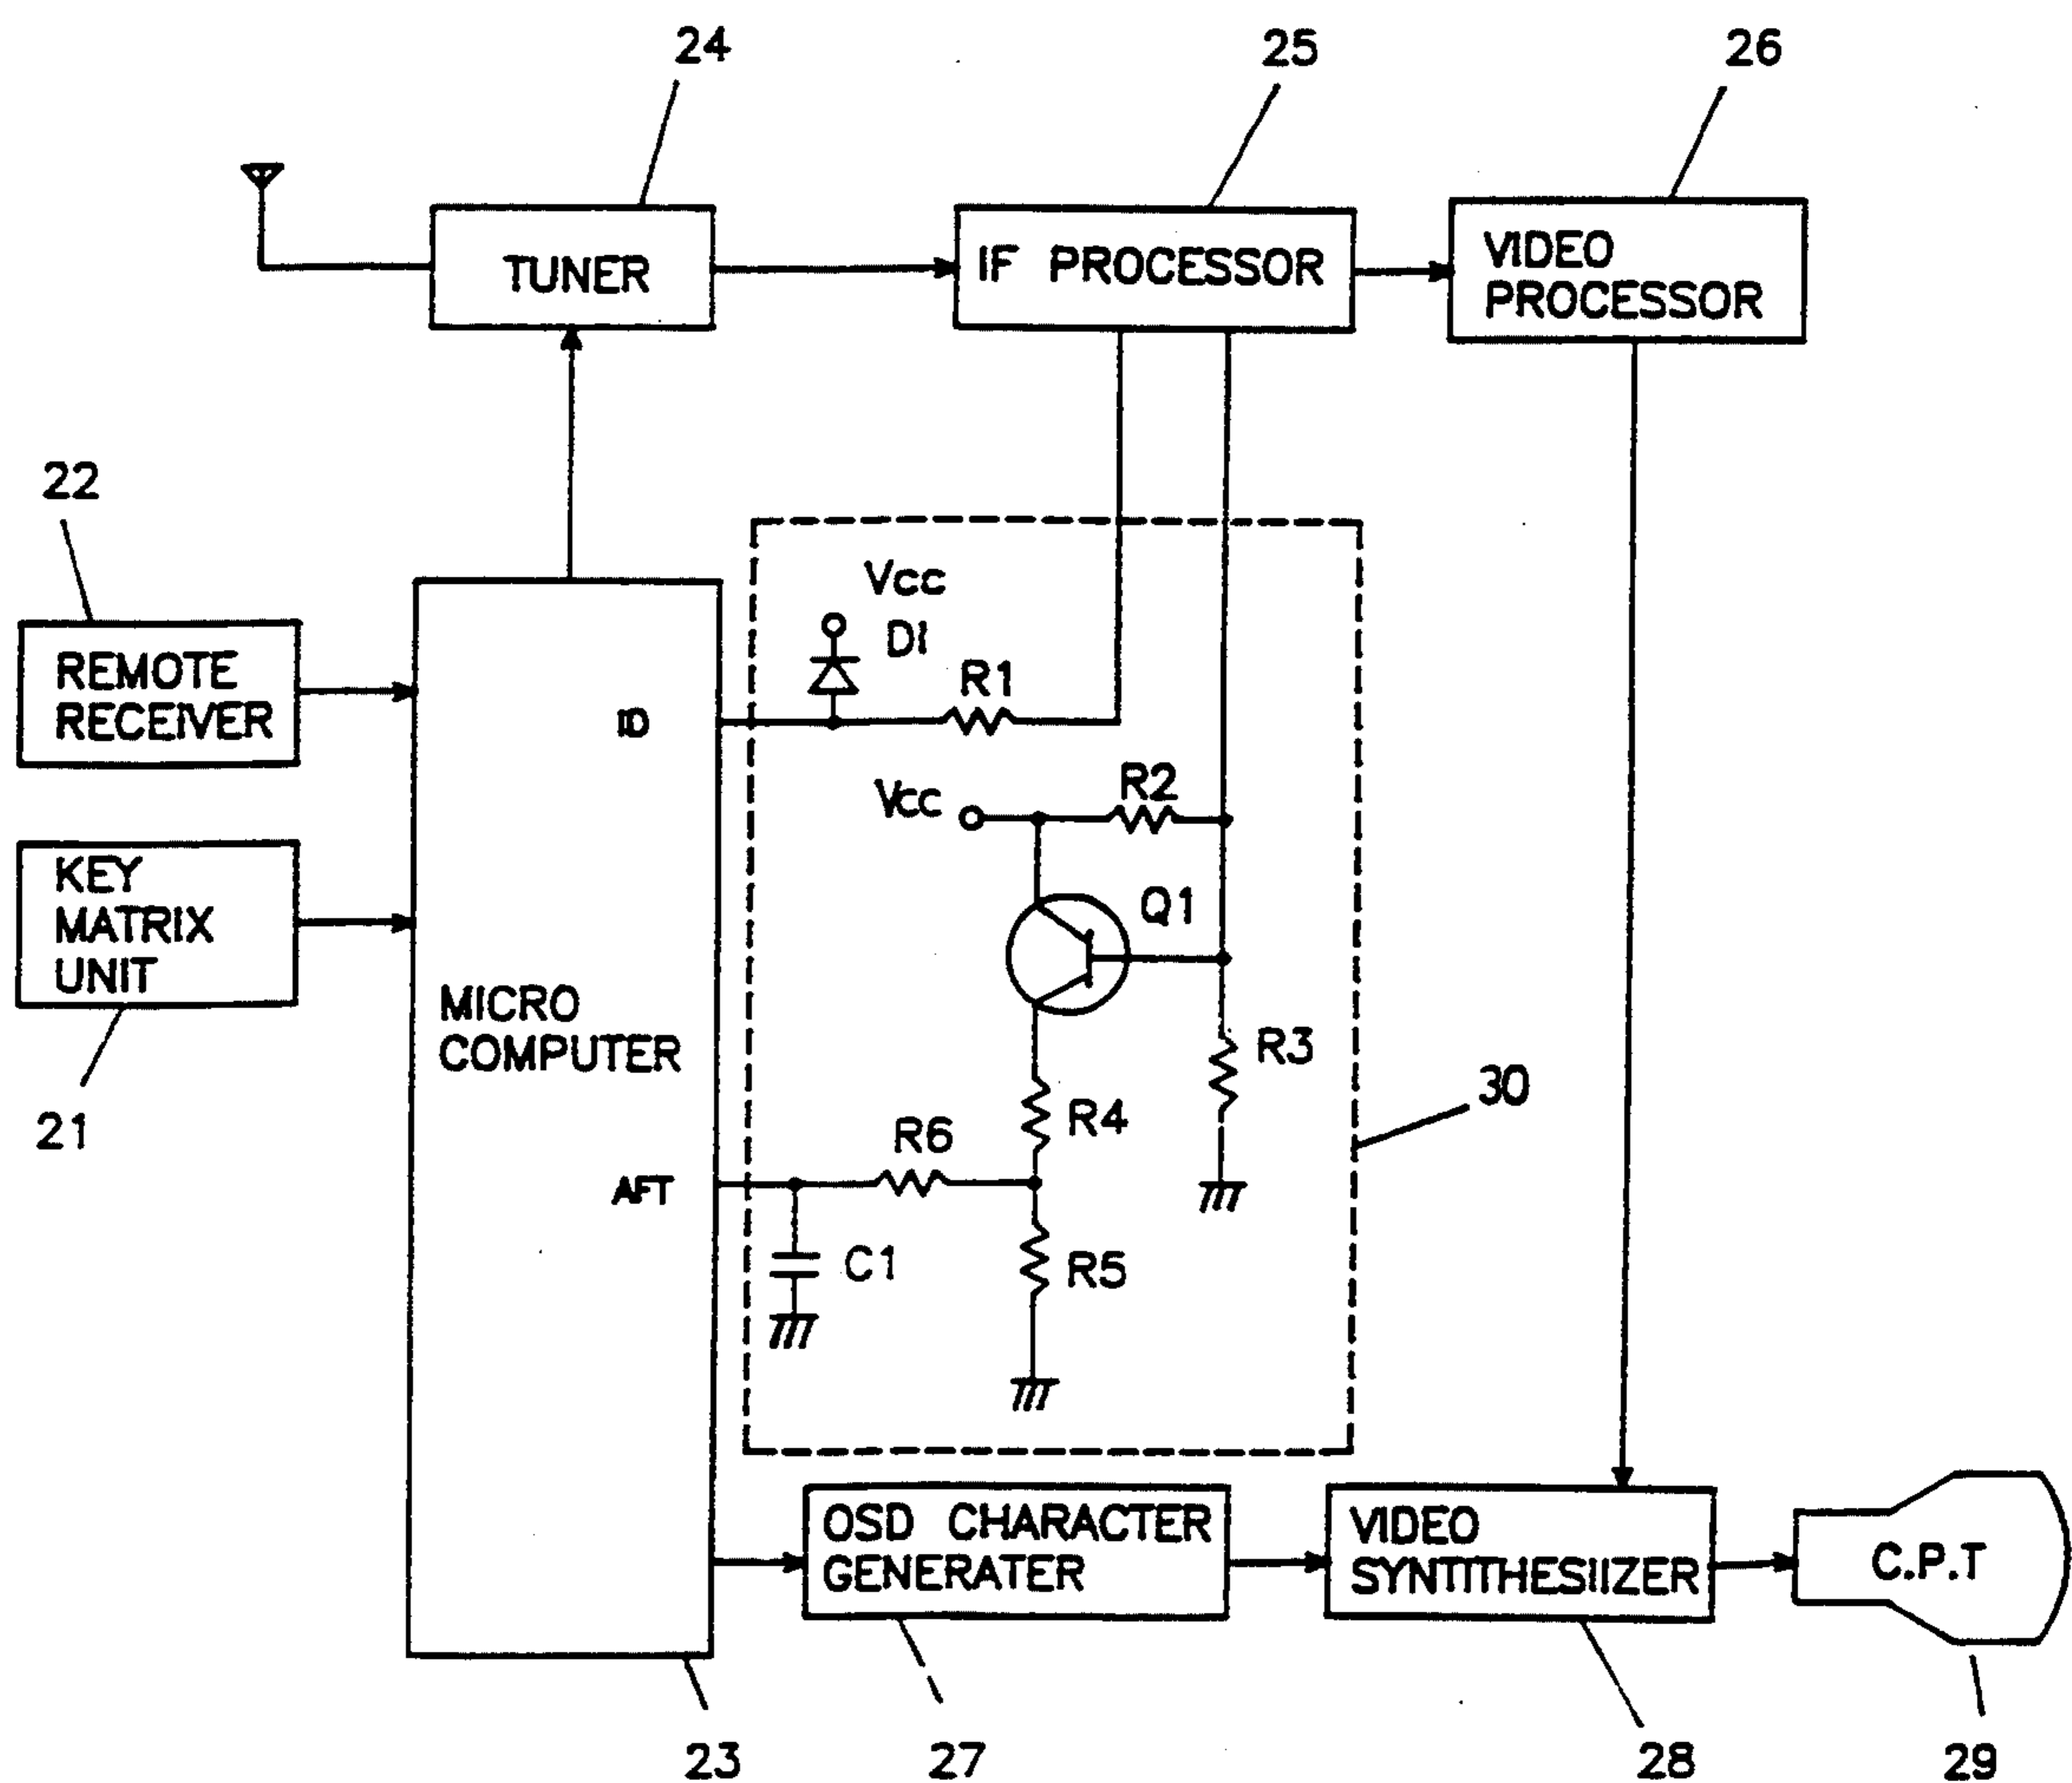 24
25
26
TUNER
IF PROCESSOR
VIDEO
PROCESSOR
22
REMOTE
RECEIVER
Vcc
D1
R1
ID
Vcc
R2
KEY
MATRIX
UNIT
Q1
MICRO
COMPUTER
R3
30
21
R4
R6
AFT
C1
R5
OSD CHARACTER
GENERATER
VIDEO
SYNTITHESIIZER
C.P.T
23
27
28
29